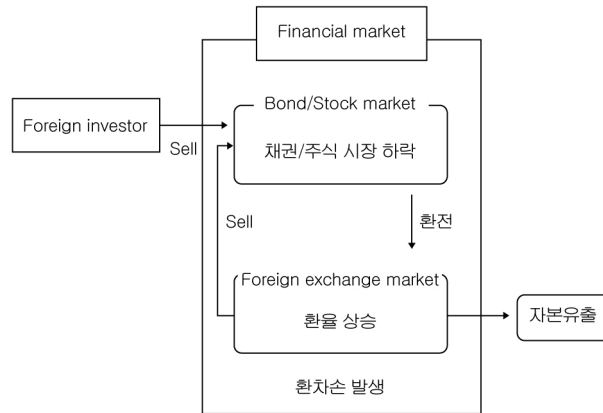 Financial market
Foreign investor
Sell
Bond/Stock market
채권/주식 시장 하락
Sell
환전
Foreign exchange market
환율 상승
자본유출
환차손 발생